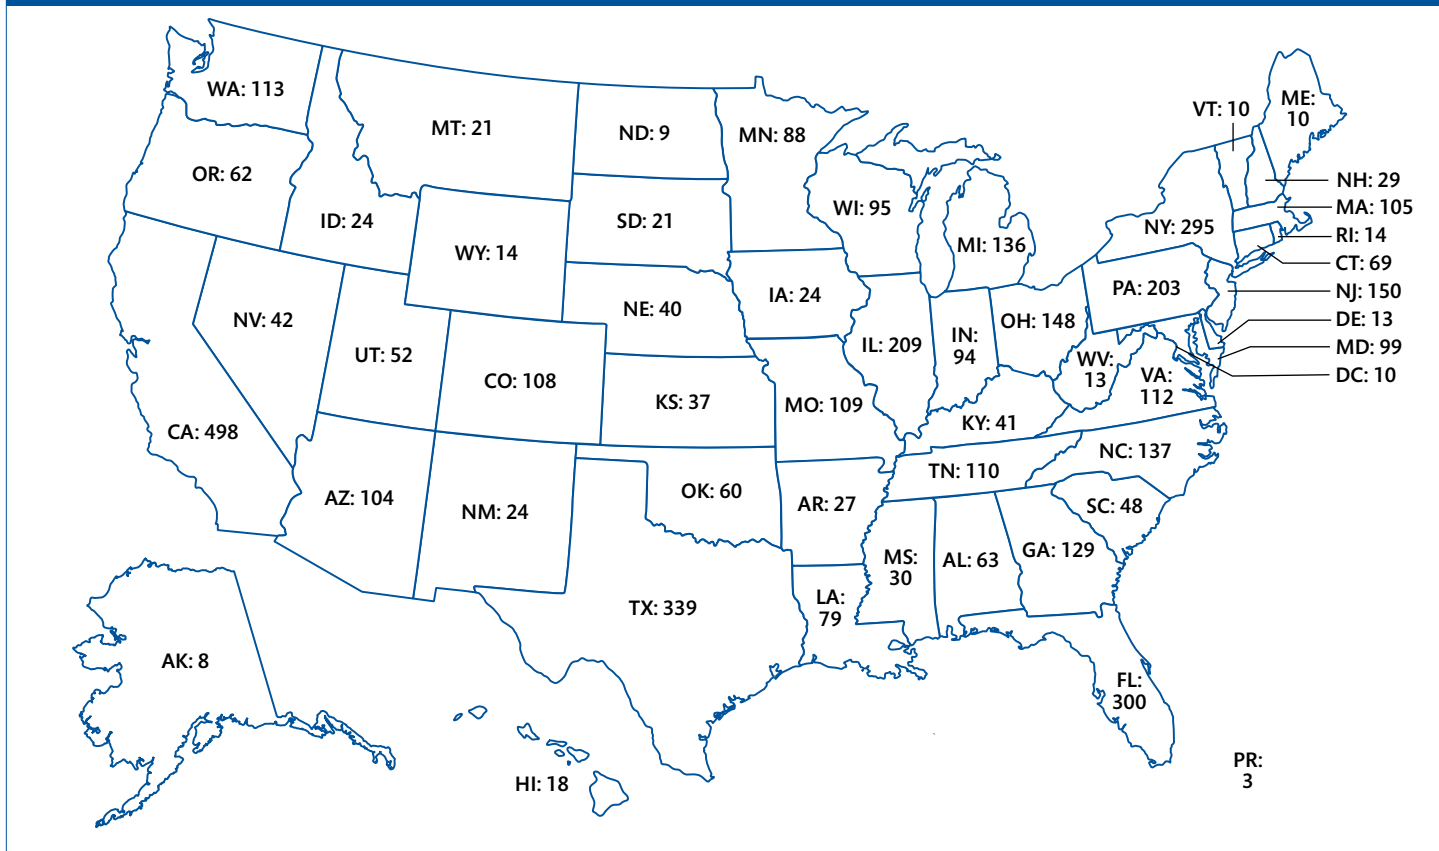 WA: 113
MT: 21
ND: 9
MN: 88
VT: 10
ME:
10
OR: 62
ID: 24
WY: 14
SD: 21
WI: 95
MI: 136
NY: 295
NH: 29
MA: 105
RI: 14
CT: 69
NJ: 150
DE: 13
MD: 99
DC: 10
NV: 42
UT: 52
CO: 108
NE: 40
IA: 24
IL: 209
IN:
94
OH: 148
PA: 203
WV:
13
VA:
112
CA: 498
KS: 37
MO: 109
KY: 41
AZ: 104
NM: 24
OK: 60
AR: 27
TN: 110
NC: 137
SC: 48
TX: 339
LA:
79
MS:
30
AL: 63
GA: 129
FL:
300
AK: 8
HI: 18
PR:
3